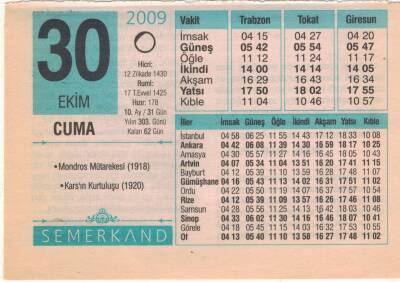 2009
30
EKİM
CUMA
Hicri:
12 Zilkade 1430
Rumi:
17 T.Evvel 1425
Hızır: 178
10. Ay / 31 Gün
Yılın 303. Günü
Kalan 62 Gün
• Mondros Mütarekesi (1918)
• Kars'ın Kurtuluşu (1920)
SEMERKAND
Vakit Trabzon Tokat Giresun
İmsak 04 15 04 27 04 20
Güneş 05 42 05 54 05 47
Öğle 11 12 11 24 11 17
İkindi 14 00 14 14 14 05
Akşam 16 29 16 43 16 34
Yatsı 17 50 18 02 17 55
Kıble 10 44 10 57 10 46
İller İmsak Güneş Öğle İkindi Akşam Yatsı Kıble
İstanbul 04 58 06 25 11 55 14 43 17 12 18 33 10 08
Ankara 04 42 06 08 11 39 14 30 16 59 18 17 10 25
Amasya 04 30 05 57 11 27 14 16 16 45 18 05 10 43
Artvin 04 07 05 34 11 04 13 51 16 20 17 41 11 15
Bayburt 04 12 05 39 11 10 13 58 16 28 17 48 11 00
Gümüşhane 04 16 05 43 11 13 14 02 16 31 17 51 11 02
Ordu 04 22 05 50 11 19 14 07 16 36 17 57
Rize 04 12 05 39 11 09 13 57 16 26 17 46 11 08
Samsun 04 28 05 56 11 25 14 13 16 42 18 03 10 46
Sinop 04 33 06 02 11 30 14 16 16 46 18 07 10 41
Görele 04 18 05 45 11 15 14 03 16 32 17 53
Of 04 13 05 40 11 10 13 58 16 27 17 48 11 02